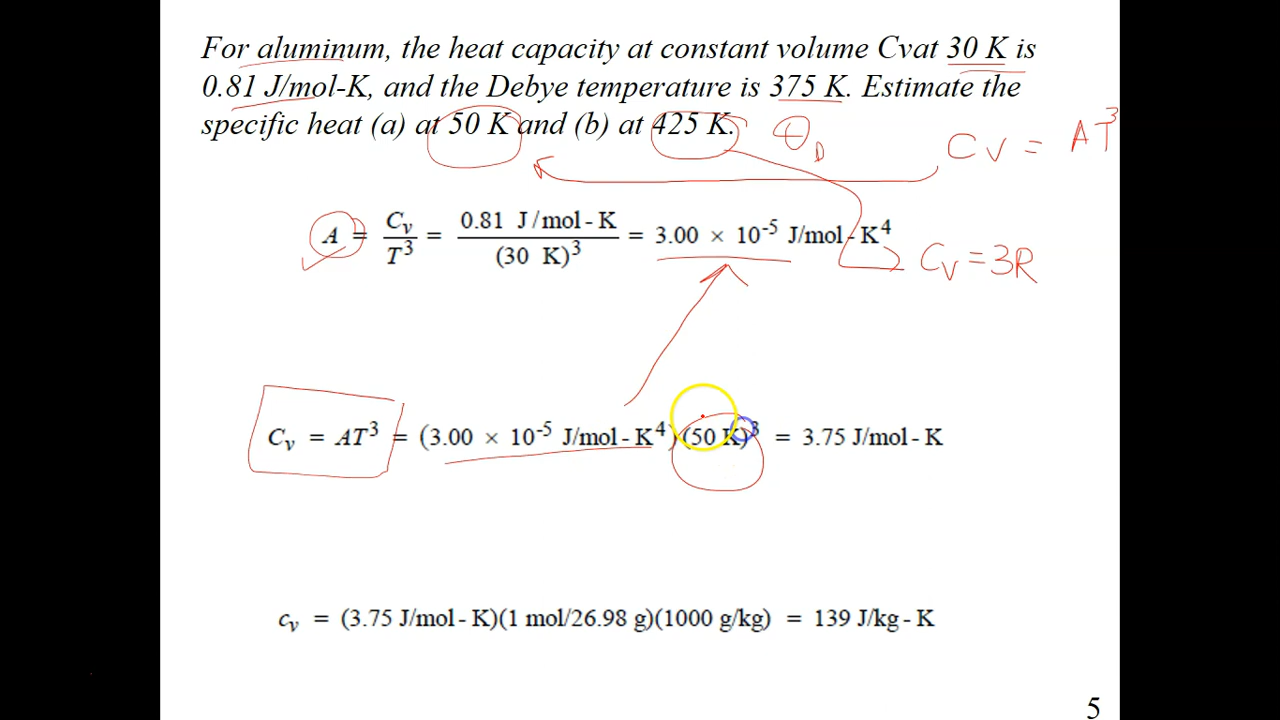 For aluminum, the heat capacity at constant volume Cvat 30 K is
0.81 J/mol-K, and the Debye temperature is 375 K. Estimate the
specific heat (a) at 50 K and (b) at 425 K.
θD
CV = AT³
A = Cv/T³ = 0.81 J/mol-K/(30 K)³ = 3.00 × 10⁻⁵ J/mol-K⁴
CV = 3R
Cv = AT³ = (3.00 × 10⁻⁵ J/mol-K⁴)(50 K)³ = 3.75 J/mol-K
cv = (3.75 J/mol-K)(1 mol/26.98 g)(1000 g/kg) = 139 J/kg-K
5